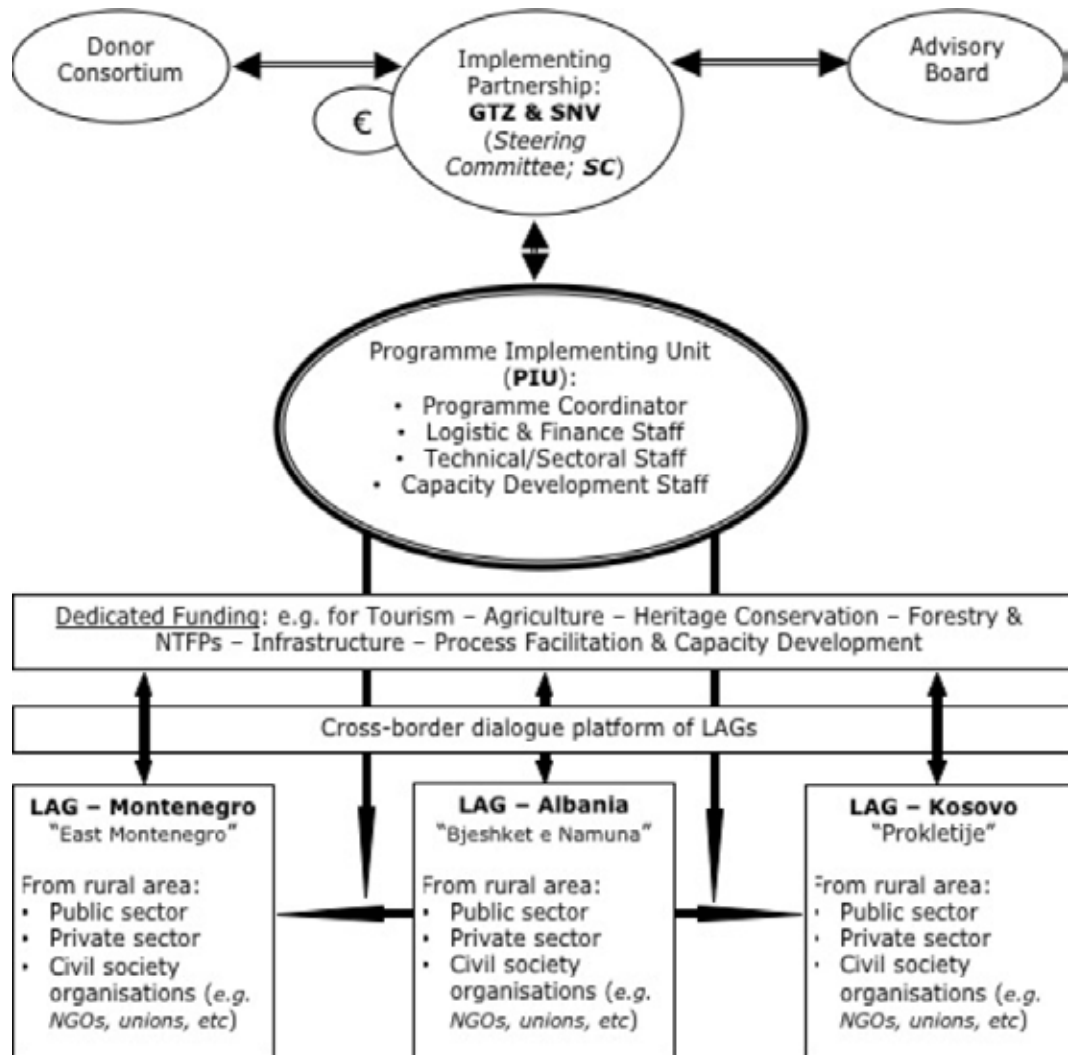 Donor
Consortium
Implementing
Partnership:
GTZ & SNV
(Steering
Committee; SC)
Advisory
Board
€
Programme Implementing Unit
(PIU):
• Programme Coordinator
• Logistic & Finance Staff
• Technical/Sectoral Staff
• Capacity Development Staff
Dedicated Funding: e.g. for Tourism – Agriculture – Heritage Conservation – Forestry &
NTFPs – Infrastructure – Process Facilitation & Capacity Development
Cross-border dialogue platform of LAGs
LAG – Montenegro
"East Montenegro"
From rural area:
• Public sector
• Private sector
• Civil society
organisations (e.g.
NGOs, unions, etc)
LAG – Albania
"Bjeshket e Namuna"
From rural area:
• Public sector
• Private sector
• Civil society
organisations (e.g.
NGOs, unions, etc)
LAG – Kosovo
"Prokletije"
From rural area:
• Public sector
• Private sector
• Civil society
organisations (e.g.
NGOs, unions, etc)